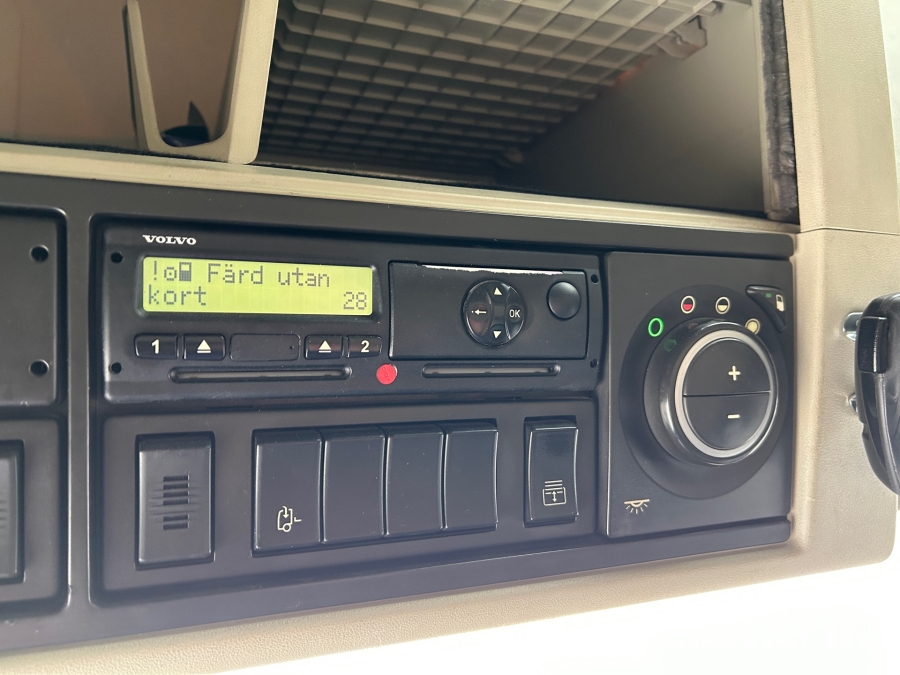 VOLVO
! Färd utan
kort 28
1 2
OK
+
-